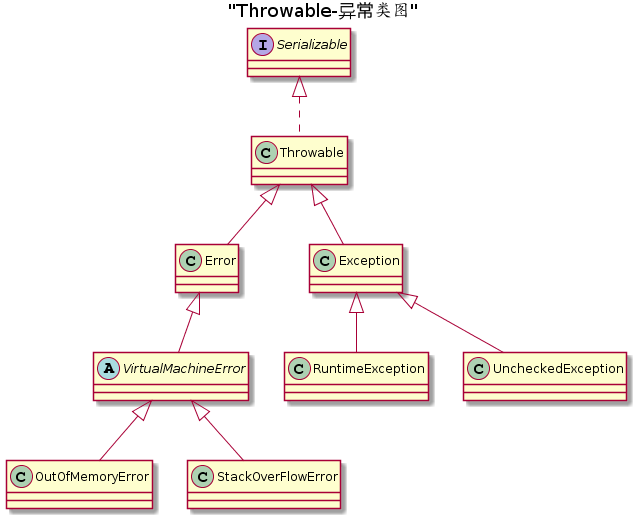 "Throwable-异常类图"
I Serializable
C Throwable
C Error
C Exception
A VirtualMachineError
C RuntimeException
C UncheckedException
C OutOfMemoryError
C StackOverFlowError